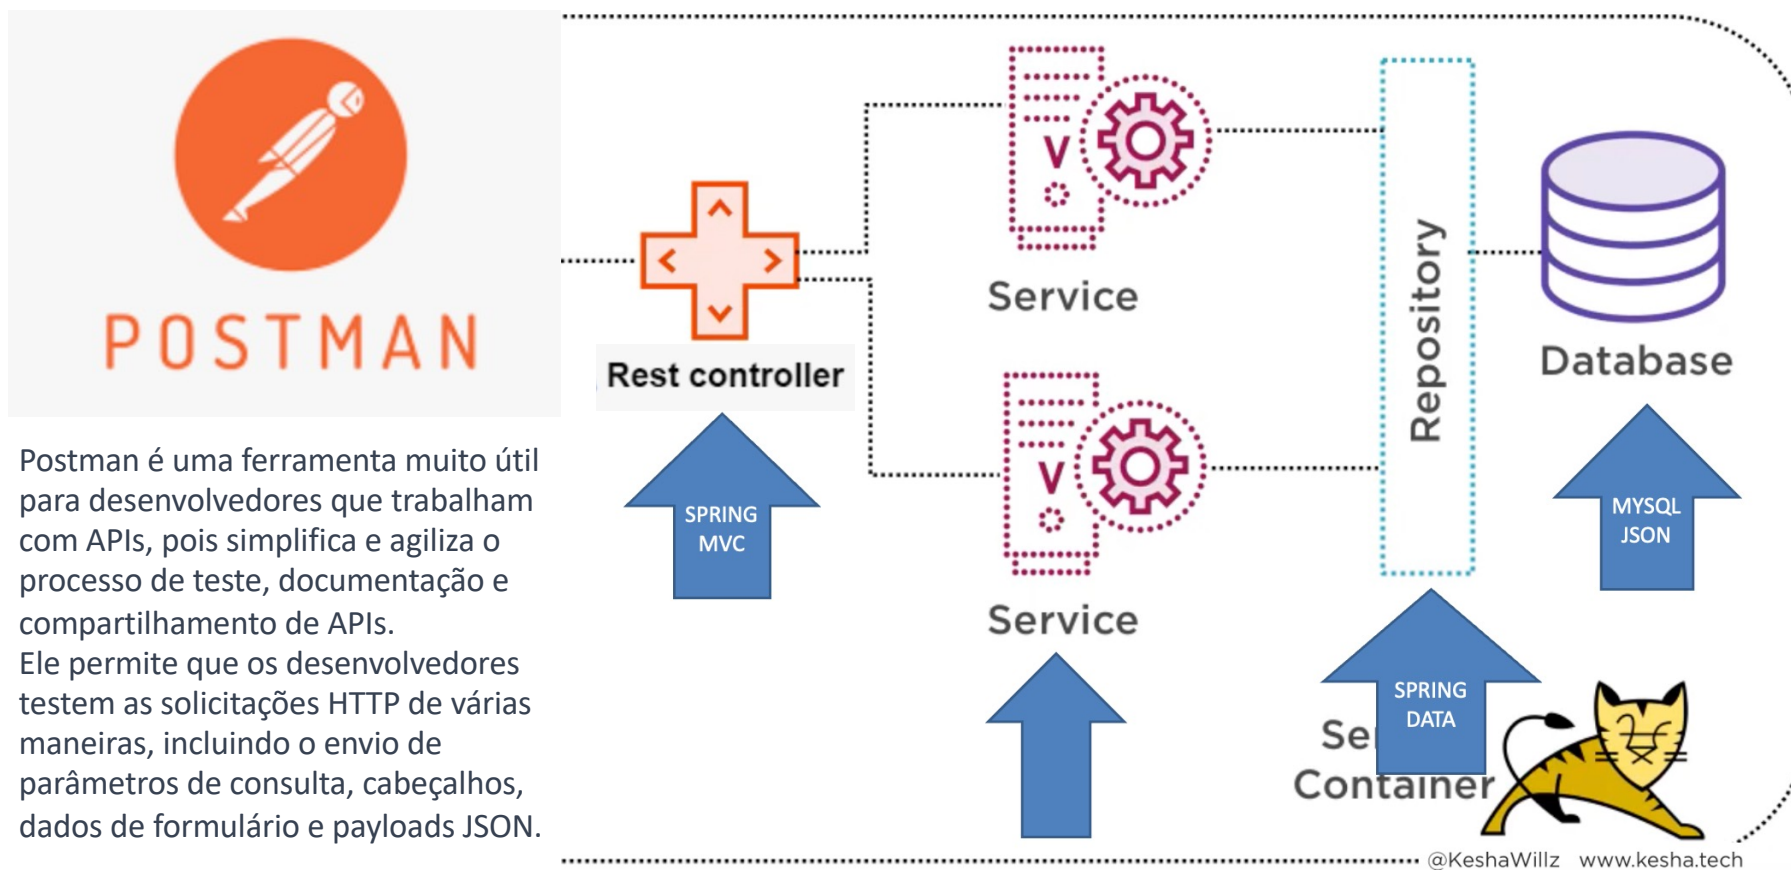 POSTMAN
Postman é uma ferramenta muito útil
para desenvolvedores que trabalham
com APIs, pois simplifica e agiliza o
processo de teste, documentação e
compartilhamento de APIs.
Ele permite que os desenvolvedores
testem as solicitações HTTP de várias
maneiras, incluindo o envio de
parâmetros de consulta, cabeçalhos,
dados de formulário e payloads JSON.
Rest controller
SPRING
MVC
Service
Service
Repository
SPRING
DATA
Database
MYSQL
JSON
Container
@KeshaWillz www.kesha.tech